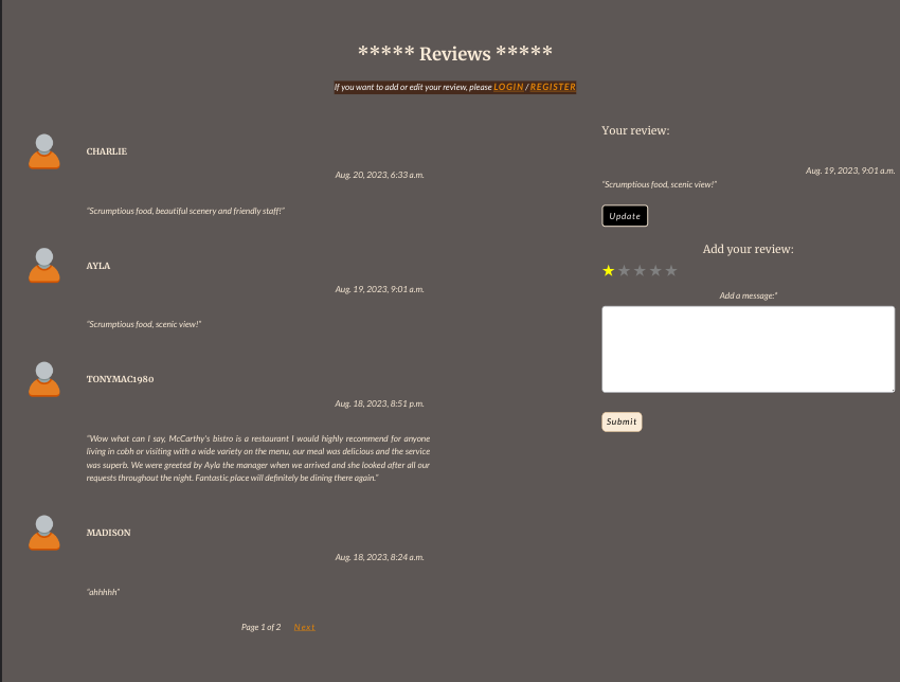 ***** Reviews *****
If you want to add or edit your review, please LOGIN / REGISTER
CHARLIE
Aug. 20, 2023, 6:33 a.m.
"Scrumptious food, beautiful scenery and friendly staff!"
AYLA
Aug. 19, 2023, 9:01 a.m.
"Scrumptious food, scenic view!"
TONYMAC1980
Aug. 18, 2023, 8:51 p.m.
"Wow what can I say, McCarthy's bistro is a restaurant I would highly recommend for anyone
living in cobh or visiting with a wide variety on the menu, our meal was delicious and the service
was superb. We were greeted by Ayla the manager when we arrived and she looked after all our
requests throughout the night. Fantastic place will definitely be dining there again."
MADISON
Aug. 18, 2023, 8:24 a.m.
"ahhhhh"
Page 1 of 2 Next
Your review:
Aug. 19, 2023, 9:01 a.m.
"Scrumptious food, scenic view!"
Update
Add your review:
Add a message:*
Submit